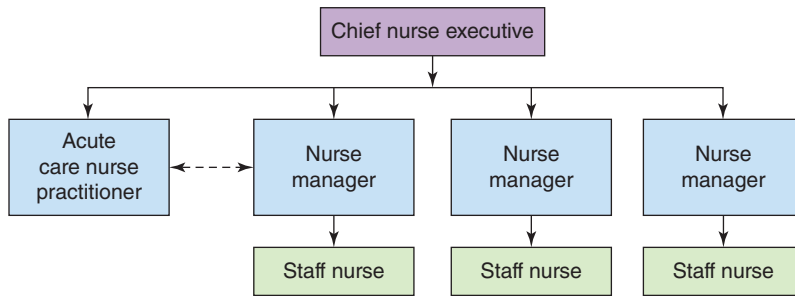 Chief nurse executive
Acute
care nurse
practitioner
Nurse
manager
Nurse
manager
Nurse
manager
Staff nurse
Staff nurse
Staff nurse